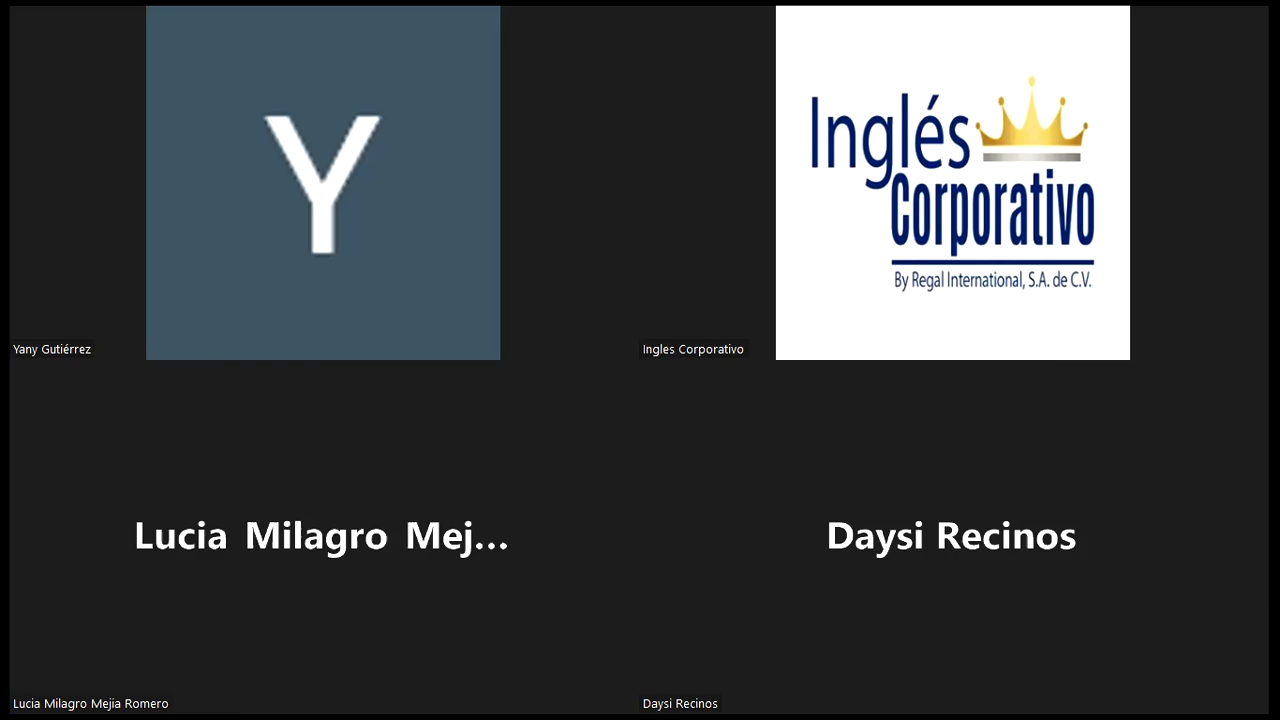 Y
Yany Gutiérrez
Inglés
Corporativo
By Regal International, S.A. de C.V.
Ingles Corporativo
Lucia Milagro Mej...
Lucia Milagro Mejia Romero
Daysi Recinos
Daysi Recinos